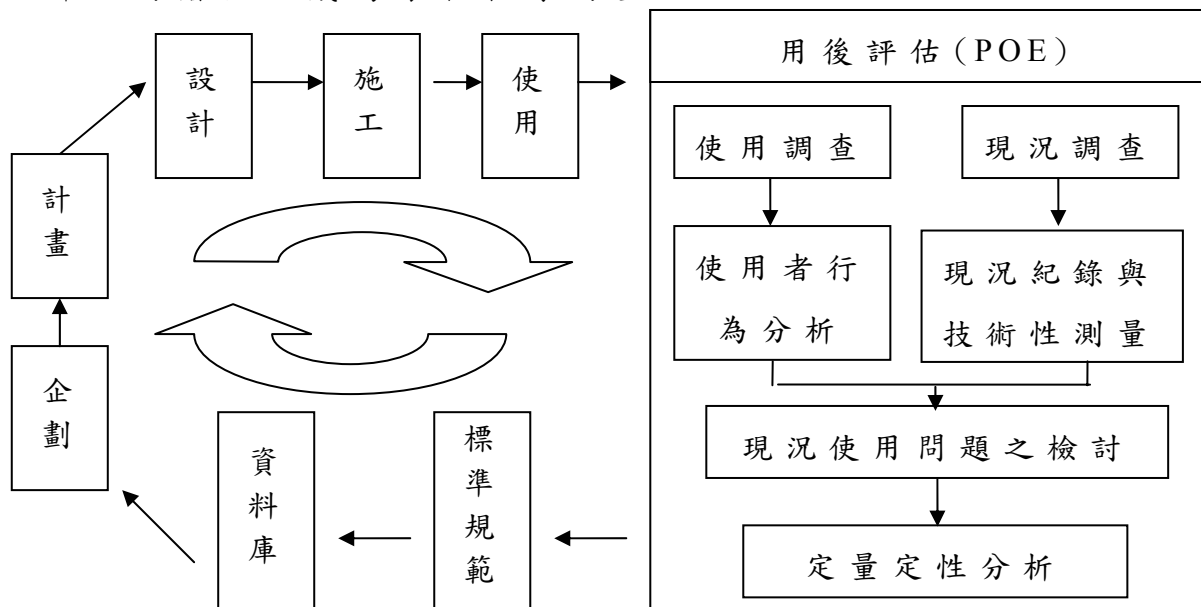 用後評估(POE)
設計
施工
使用
使用調查
現況調查
計畫
使用者行
為分析
現況紀錄與
技術性測量
企劃
現況使用問題之檢討
資料庫
標準規範
定量定性分析